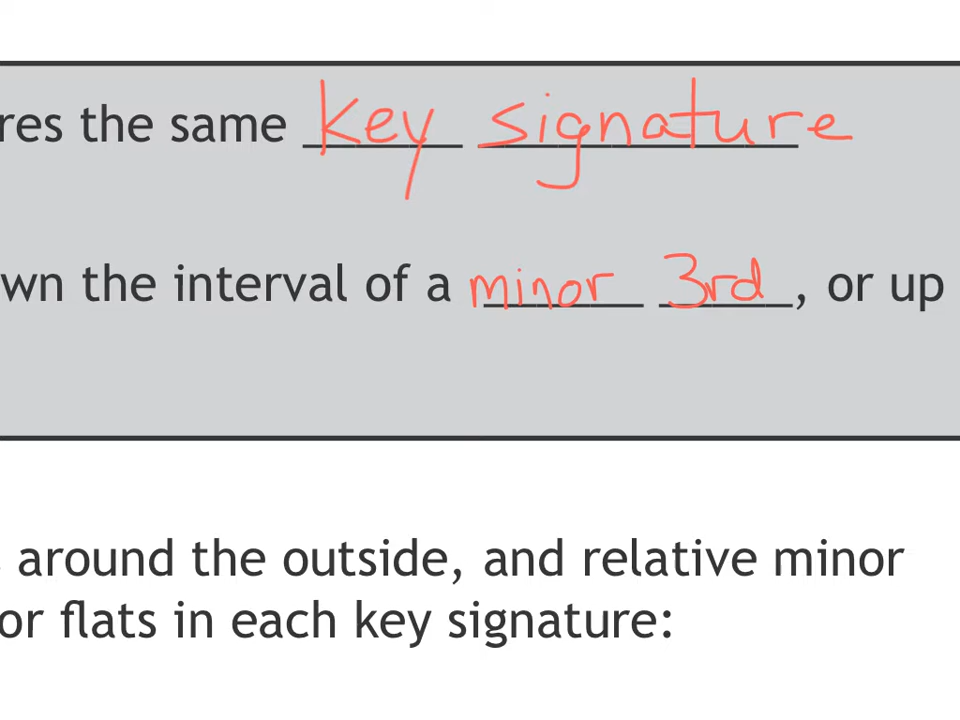 res the same key signature
wn the interval of a minor 3rd, or up
around the outside, and relative minor
or flats in each key signature: